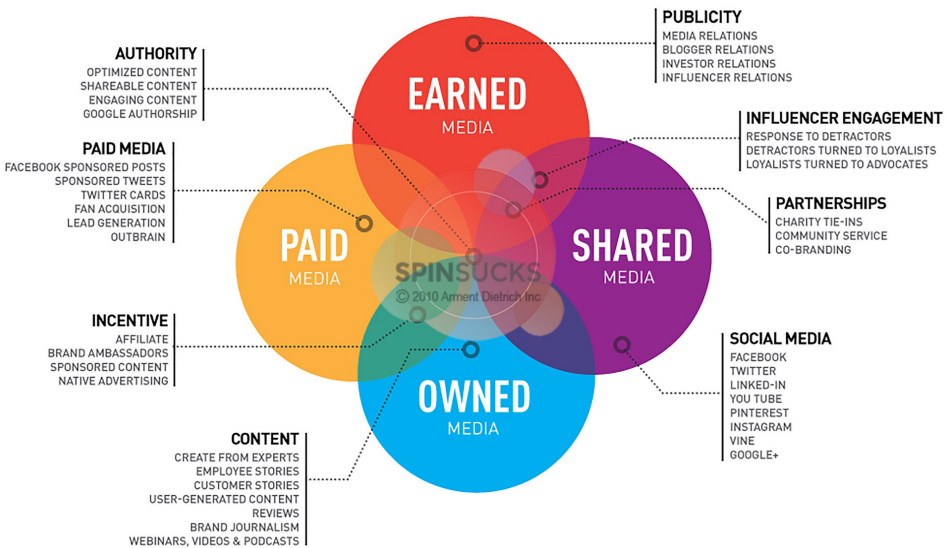 PUBLICITY
MEDIA RELATIONS
BLOGGER RELATIONS
INVESTOR RELATIONS
INFLUENCER RELATIONS
AUTHORITY
OPTIMIZED CONTENT
SHAREABLE CONTENT
ENGAGING CONTENT
GOOGLE AUTHORSHIP
EARNED
MEDIA
INFLUENCER ENGAGEMENT
RESPONSE TO DETRACTORS
DETRACTORS TURNED TO LOYALISTS
LOYALISTS TURNED TO ADVOCATES
PAID MEDIA
FACEBOOK SPONSORED POSTS
SPONSORED TWEETS
TWITTER CARDS
FAN ACQUISITION
LEAD GENERATION
OUTBRAIN
PARTNERSHIPS
CHARITY TIE-INS
COMMUNITY SERVICE
CO-BRANDING
PAID
MEDIA
SHARED
MEDIA
SPINSUCKS
© 2010 Arment Dietrich Inc
INCENTIVE
AFFILIATE
BRAND AMBASSADORS
SPONSORED CONTENT
NATIVE ADVERTISING
SOCIAL MEDIA
FACEBOOK
TWITTER
LINKED-IN
YOU TUBE
PINTEREST
INSTAGRAM
VINE
GOOGLE+
OWNED
MEDIA
CONTENT
CREATE FROM EXPERTS
EMPLOYEE STORIES
CUSTOMER STORIES
USER-GENERATED CONTENT
REVIEWS
BRAND JOURNALISM
WEBINARS, VIDEOS & PODCASTS